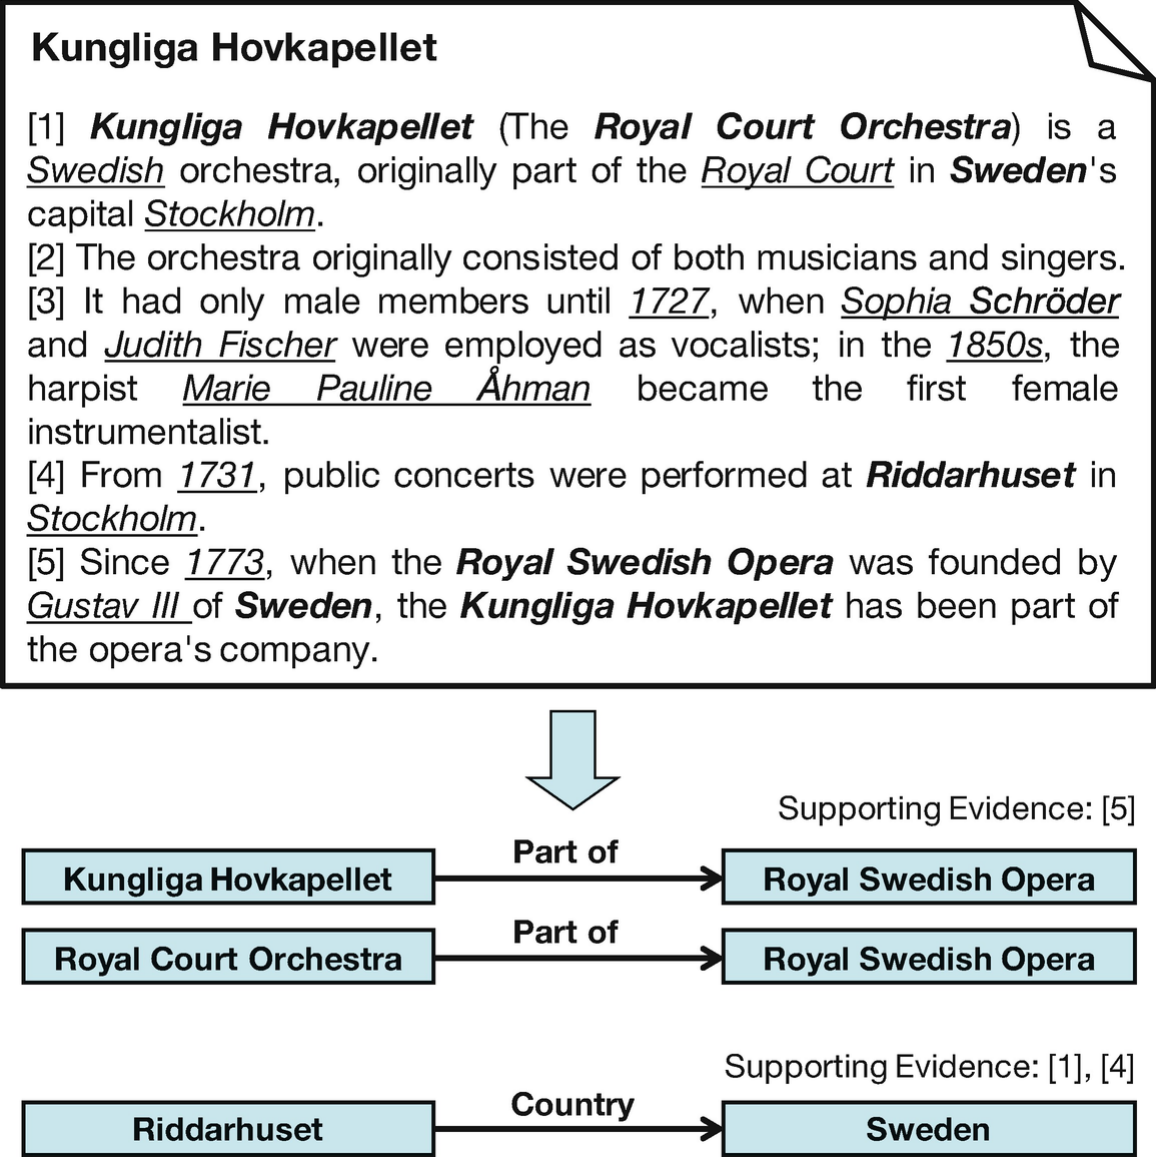 Kungliga Hovkapellet
[1] Kungliga Hovkapellet (The Royal Court Orchestra) is a
Swedish orchestra, originally part of the Royal Court in Sweden's
capital Stockholm.
[2] The orchestra originally consisted of both musicians and singers.
[3] It had only male members until 1727, when Sophia Schröder
and Judith Fischer were employed as vocalists; in the 1850s, the
harpist Marie Pauline Åhman became the first female
instrumentalist.
[4] From 1731, public concerts were performed at Riddarhuset in
Stockholm.
[5] Since 1773, when the Royal Swedish Opera was founded by
Gustav III of Sweden, the Kungliga Hovkapellet has been part of
the opera's company.
Supporting Evidence: [5]
Kungliga Hovkapellet Part of Royal Swedish Opera
Royal Court Orchestra Part of Royal Swedish Opera
Supporting Evidence: [1], [4]
Riddarhuset Country Sweden